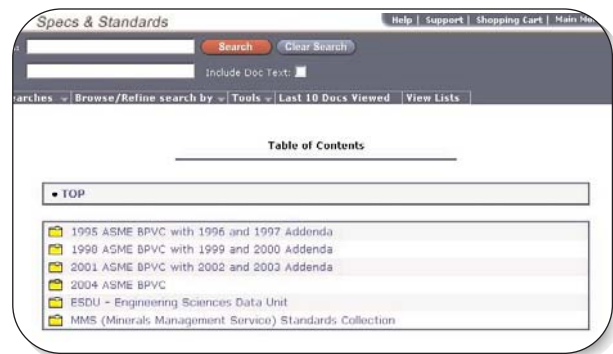 Specs & Standards
Help | Support | Shopping Cart | Main
Search Clear Search
Include Doc Text:
Browse/Refine search by Tools Last 10 Docs Viewed View Lists
Table of Contents
• TOP
1995 ASME BPVC with 1996 and 1997 Addenda
1998 ASME BPVC with 1999 and 2000 Addenda
2001 ASME BPVC with 2002 and 2003 Addenda
2004 ASME BPVC
ESDU - Engineering Sciences Data Unit
MMS (Minerals Management Service) Standards Collection